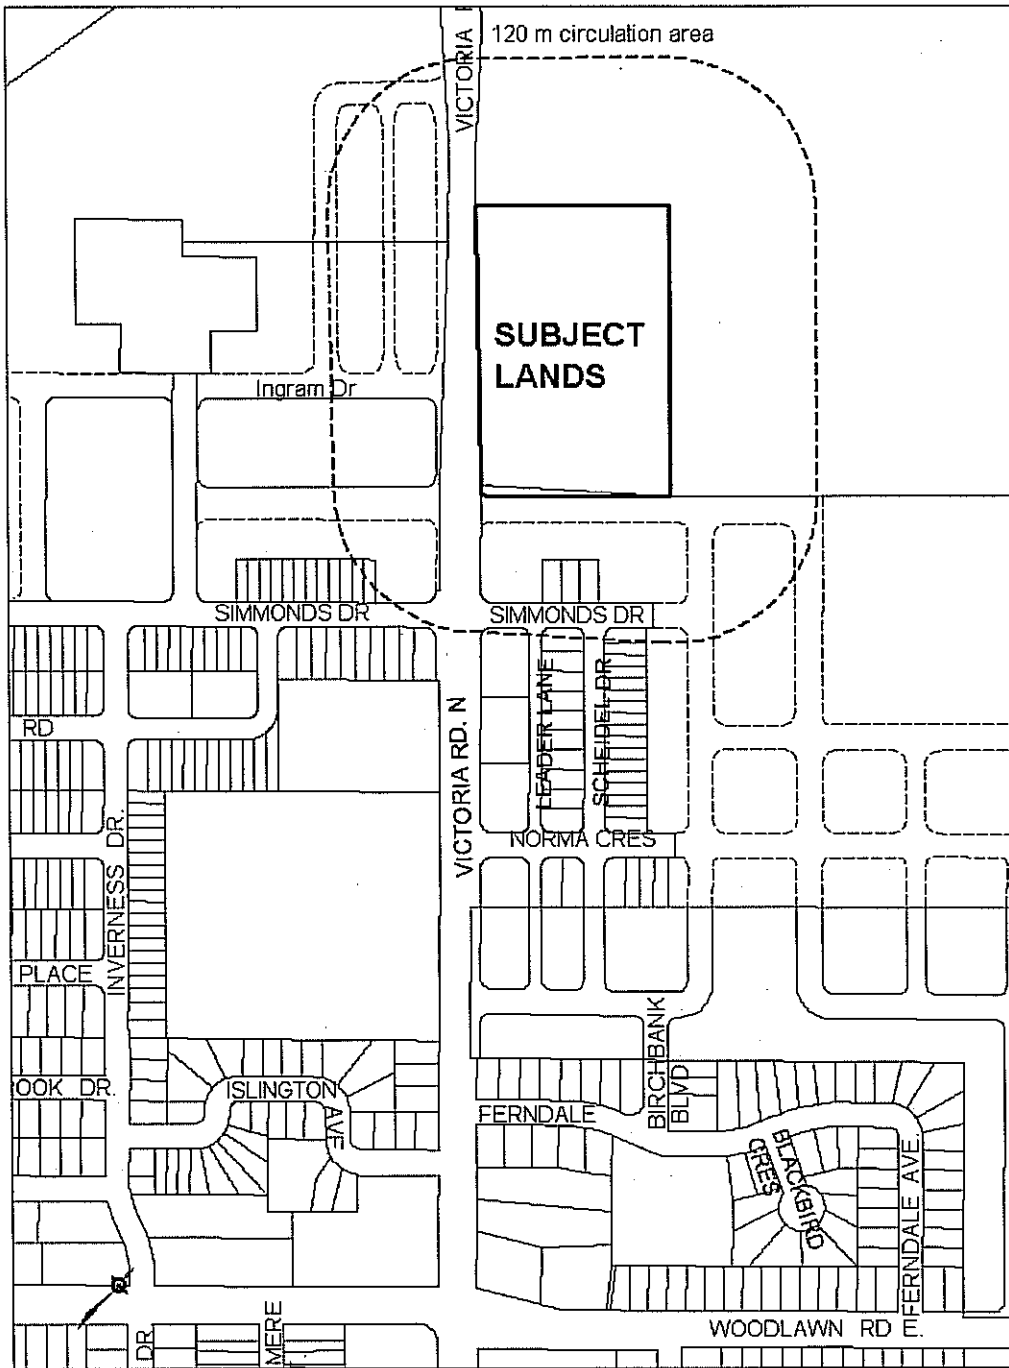 120 m circulation area
VICTORIA
SUBJECT
LANDS
Ingram Dr
SIMMONDS DR
SIMMONDS DR
RD
VICTORIA RD. N
LEADER LANE
SCHEIDEL DR
NORMA CRES
INVERNESS DR.
PLACE
OOK DR.
ISLINGTON
AVE
FERNDALE
BIRCHBANK
BLVD
BLACKBIRD
CRES
FERNDALE AVE.
WOODLAWN RD E.
DR
MERE